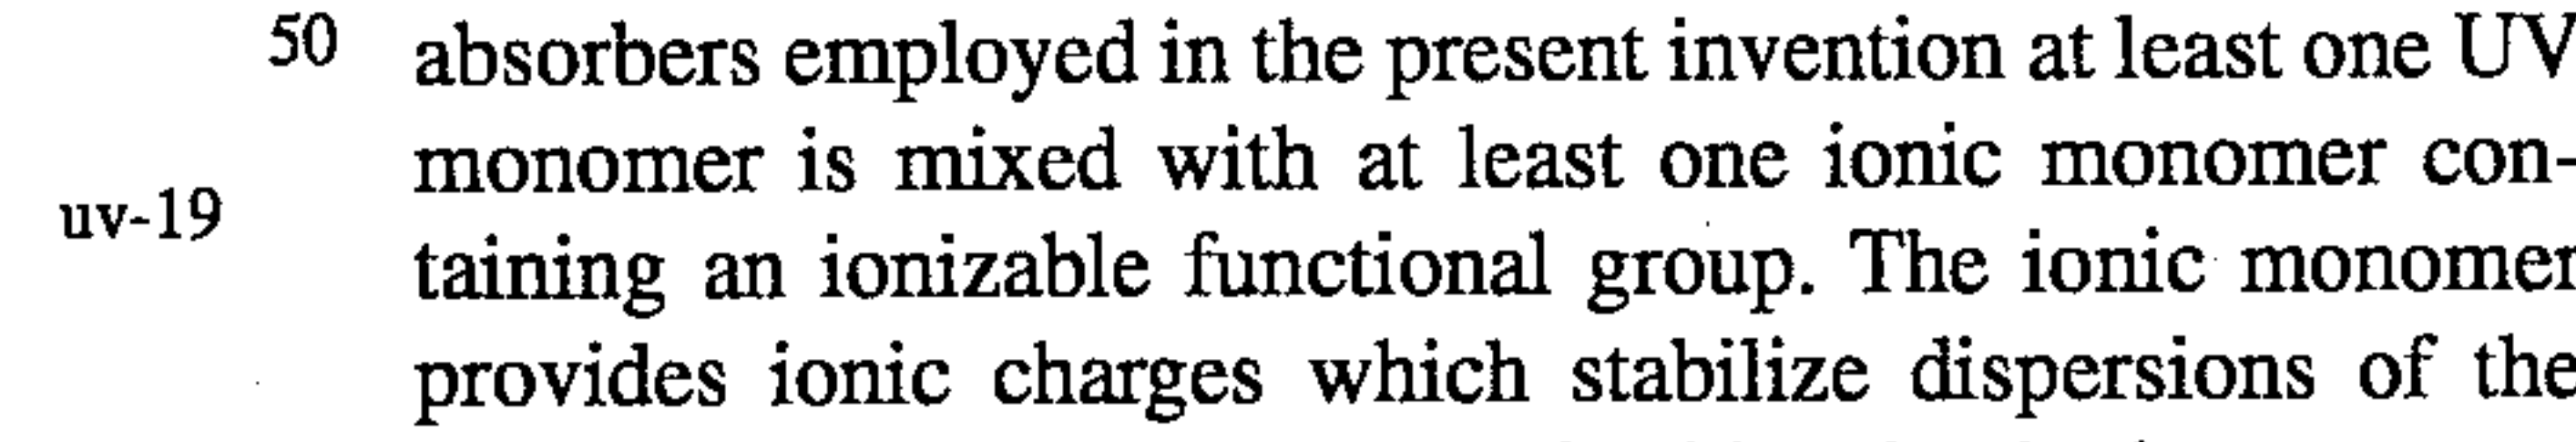 50 absorbers employed in the present invention at least one UV
monomer is mixed with at least one ionic monomer con-
uv-19
taining an ionizable functional group. The ionic monomer
provides ionic charges which stabilize dispersions of the